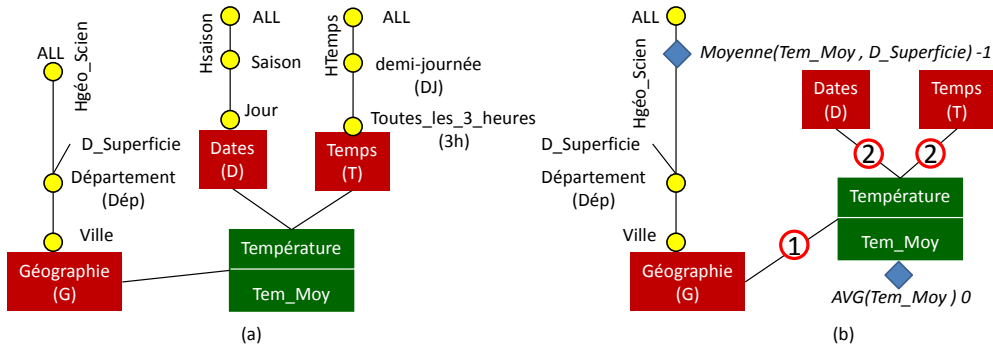 ALL
Hgéo_Scien
D_Superficie
Département
(Dép)
Ville
Géographie
(G)
Hsaison
ALL
Saison
Jour
Dates
(D)
HTemps
ALL
demi-journée
(DJ)
Toutes_les_3_heures
(3h)
Temps
(T)
Température
Tem_Moy
(a)
ALL
Hgéo_Scien
Moyenne(Tem_Moy , D_Superficie) -1
D_Superficie
Département
(Dép)
Ville
Géographie
(G)
1
Dates
(D)
Temps
(T)
2
2
Température
Tem_Moy
AVG(Tem_Moy ) 0
(b)